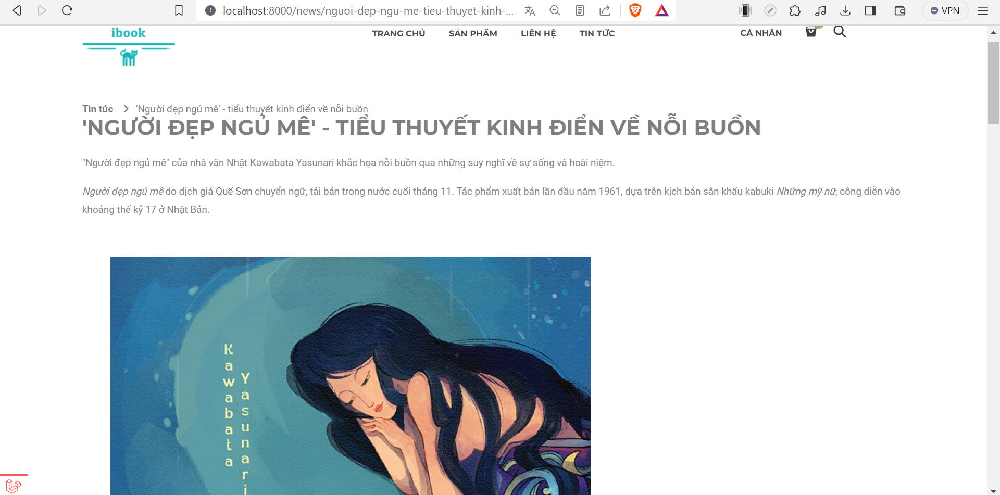 localhost:8000/news/nguoi-dep-ngu-me-tieu-thuyet-kinh-...
VPN
ibook
TRANG CHỦ
SẢN PHẨM
LIÊN HỆ
TIN TỨC
CÁ NHÂN
Tin tức > 'Người đẹp ngủ mê' - tiểu thuyết kinh điển về nỗi buồn
'NGƯỜI ĐẸP NGỦ MÊ' - TIỂU THUYẾT KINH ĐIỂN VỀ NỖI BUỒN
"Người đẹp ngủ mê" của nhà văn Nhật Kawabata Yasunari khắc họa nỗi buồn qua những suy nghĩ về sự sống và hoài niệm.
Người đẹp ngủ mê do dịch giả Quế Sơn chuyển ngữ, tái bản trong nước cuối tháng 11. Tác phẩm xuất bản lần đầu năm 1961, dựa trên kịch bản sân khấu kabuki Những mỹ nữ, công diễn vào
khoảng thế kỷ 17 ở Nhật Bản.
Kawabata
Yasunari